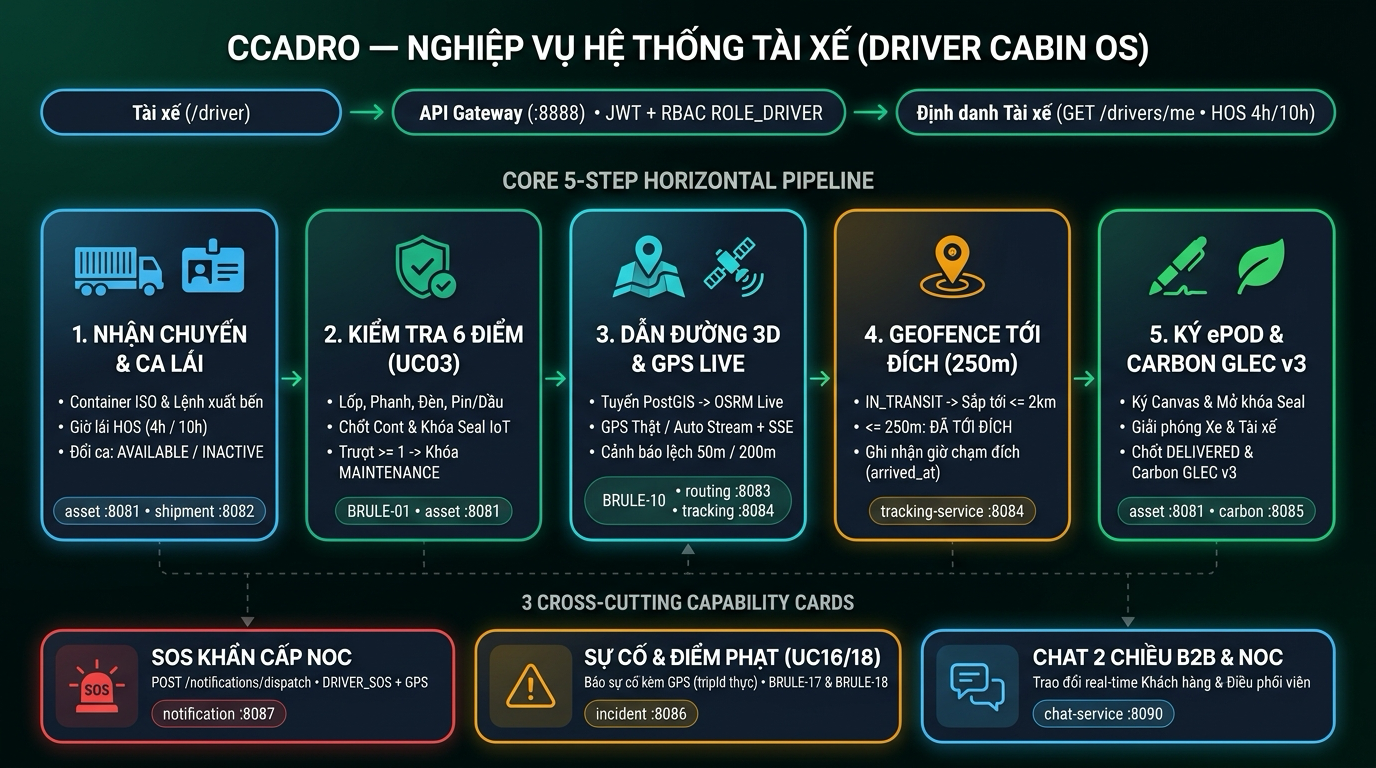 CCADRO — NGHIỆP VỤ HỆ THỐNG TÀI XẾ (DRIVER CABIN OS)
Tài xế (/driver)
API Gateway (:8888) • JWT + RBAC ROLE_DRIVER
Định danh Tài xế (GET /drivers/me • HOS 4h/10h)
CORE 5-STEP HORIZONTAL PIPELINE
1. NHẬN CHUYẾN
& CA LÁI
• Container ISO & Lệnh xuất bến
• Giờ lái HOS (4h / 10h)
• Đổi ca: AVAILABLE / INACTIVE
asset :8081 • shipment :8082
2. KIỂM TRA 6 ĐIỂM
(UC03)
• Lốp, Phanh, Đèn, Pin/Dầu
• Chốt Cont & Khóa Seal IoT
• Trượt >= 1 -> Khóa
MAINTENANCE
BRULE-01 • asset :8081
3. DẪN ĐƯỜNG 3D
& GPS LIVE
• Tuyến PostGIS -> OSRM Live
• GPS Thật / Auto Stream + SSE
• Cảnh báo lệch 50m / 200m
BRULE-10
• routing :8083
• tracking :8084
4. GEOFENCE TỚI
ĐÍCH (250m)
• IN_TRANSIT -> Sắp tới <= 2km
• <= 250m: ĐÃ TỚI ĐÍCH
• Ghi nhận giờ chạm đích
(arrived_at)
tracking-service :8084
5. KÝ ePOD &
CARBON GLEC v3
• Ký Canvas & Mở khóa Seal
• Giải phóng Xe & Tài xế
• Chốt DELIVERED &
Carbon GLEC v3
asset :8081 • carbon :8085
3 CROSS-CUTTING CAPABILITY CARDS
SOS
SOS KHẨN CẤP NOC
POST /notifications/dispatch • DRIVER_SOS + GPS
notification :8087
SỰ CỐ & ĐIỂM PHẠT (UC16/18)
Báo sự cố kèm GPS (tripId thực) • BRULE-17 & BRULE-18
incident :8086
CHAT 2 CHIỀU B2B & NOC
Trao đổi real-time Khách hàng & Điều phối viên
chat-service :8090